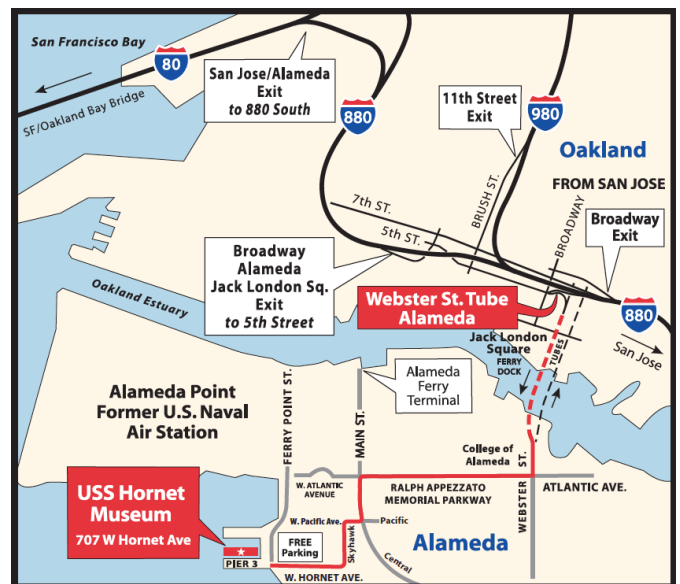 San Francisco Bay
80
SF/Oakland Bay Bridge
San Jose/Alameda
Exit
to 880 South
880
11th Street
Exit
980
Oakland
FROM SAN JOSE
BRUSH ST.
BROADWAY
7th ST.
5th ST.
Broadway
Exit
Broadway
Alameda
Jack London Sq.
Exit
to 5th Street
Oakland Estuary
Webster St. Tube
Alameda
880
San Jose
Jack London
Square
FERRY
DOCK
TUBES
Alameda
Ferry
Terminal
Alameda Point
Former U.S. Naval
Air Station
FERRY POINT ST.
MAIN ST.
College of
Alameda
WEBSTER ST.
W. ATLANTIC
AVENUE
RALPH APPEZZATO
MEMORIAL PARKWAY
ATLANTIC AVE.
USS Hornet
Museum
707 W Hornet Ave
PIER 3
W. Pacific Ave.
Pacific
FREE
Parking
Skyhawk
Central
Alameda
W. HORNET AVE.